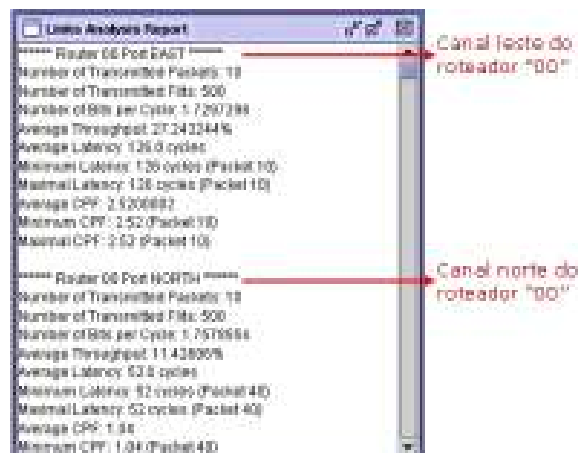 Links Analysis Report
****** Router 00 Port EAST ******
Number of Transmitted Packets: 10
Number of Transmitted Flits: 500
Number of Bits per Cycle: 1.7297298
Average Throughput: 27.243244%
Average Latency: 126.0 cycles
Minimum Latency: 126 cycles (Packet 10)
Maximal Latency: 126 cycles (Packet 10)
Average CPF: 2.5200002
Minimum CPF: 2.52 (Packet 10)
Maximal CPF: 2.52 (Packet 10)
****** Router 00 Port NORTH ******
Number of Transmitted Packets: 10
Number of Transmitted Flits: 500
Number of Bits per Cycle:
Average Throughput:
Average Latency: 52.0 cycles
Minimum Latency: 52 cycles (Packet 40)
Maximal Latency: 52 cycles (Packet 40)
Average CPF: 1.04
Minimum CPF: 1.04 (Packet 40)
Canal leste do
roteador "00"
Canal norte do
roteador "00"